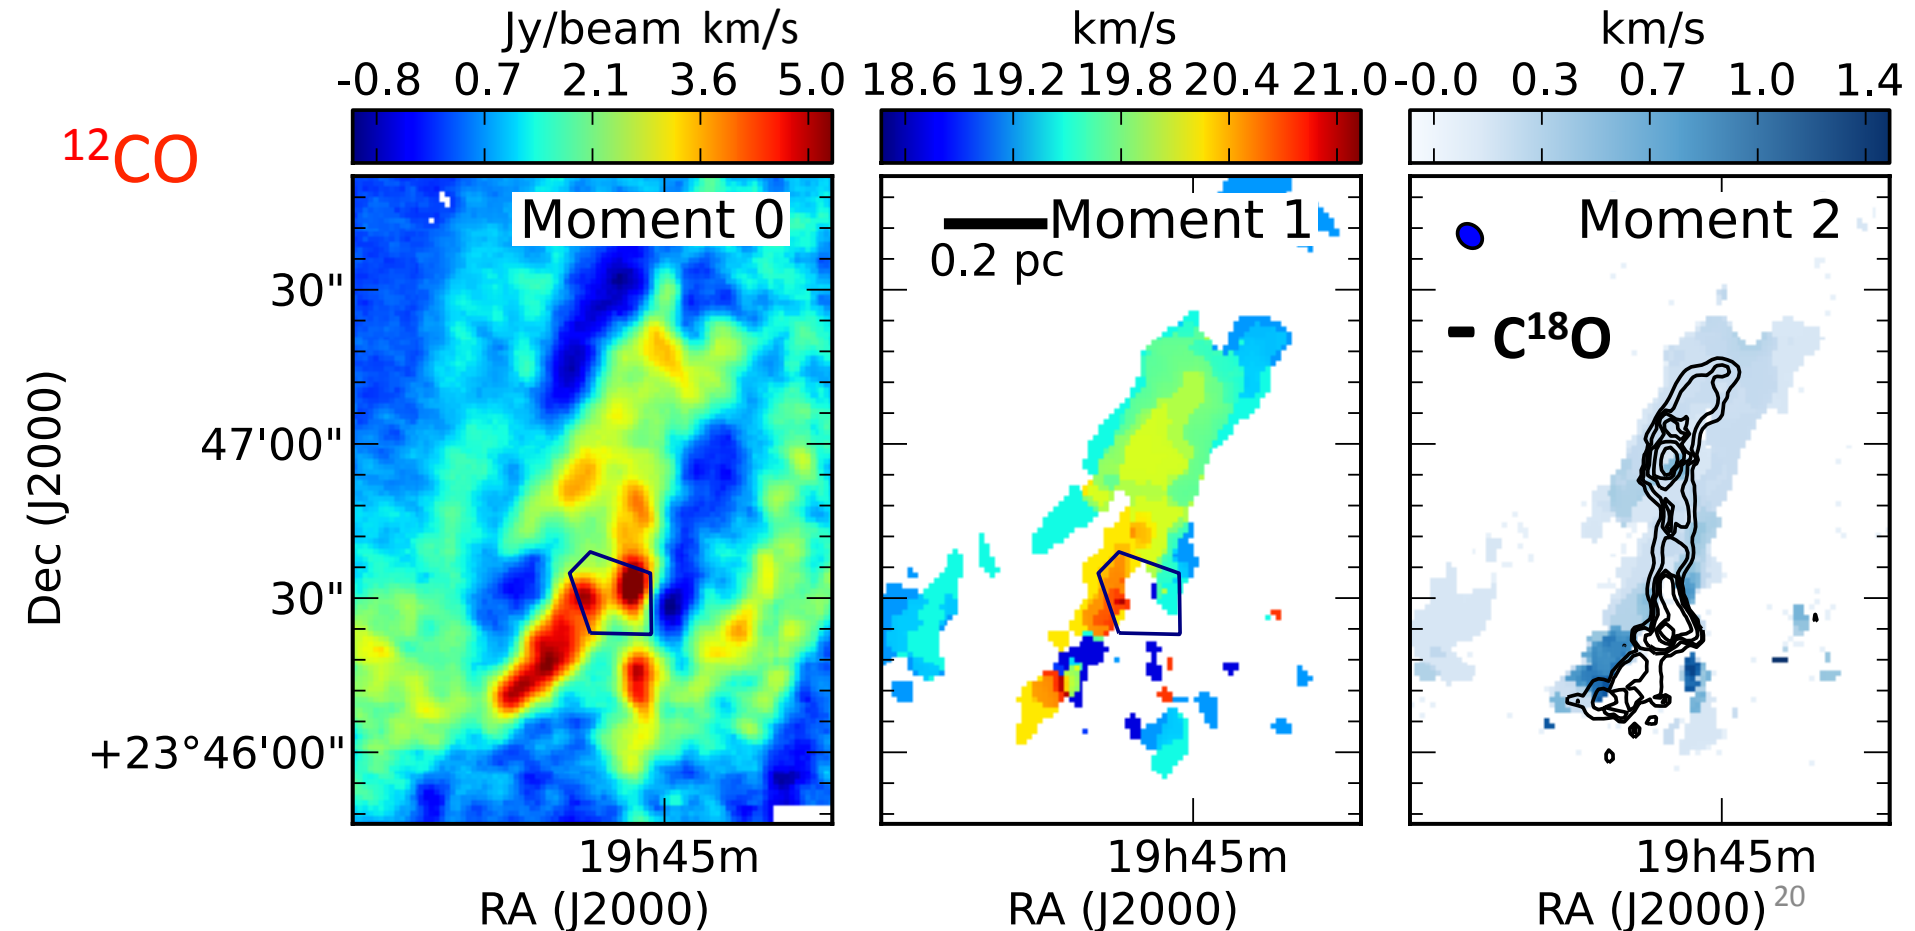 Jy/beam km/s
-0.8 0.7 2.1 3.6 5.0
km/s
18.6 19.2 19.8 20.4 21.0
km/s
-0.0 0.3 0.7 1.0 1.4
¹²CO
Moment 0
Moment 1
0.2 pc
Moment 2
- C¹⁸O
Dec (J2000)
30"
47'00"
30"
+23°46'00"
19h45m
RA (J2000)
19h45m
RA (J2000)
19h45m
RA (J2000)
20